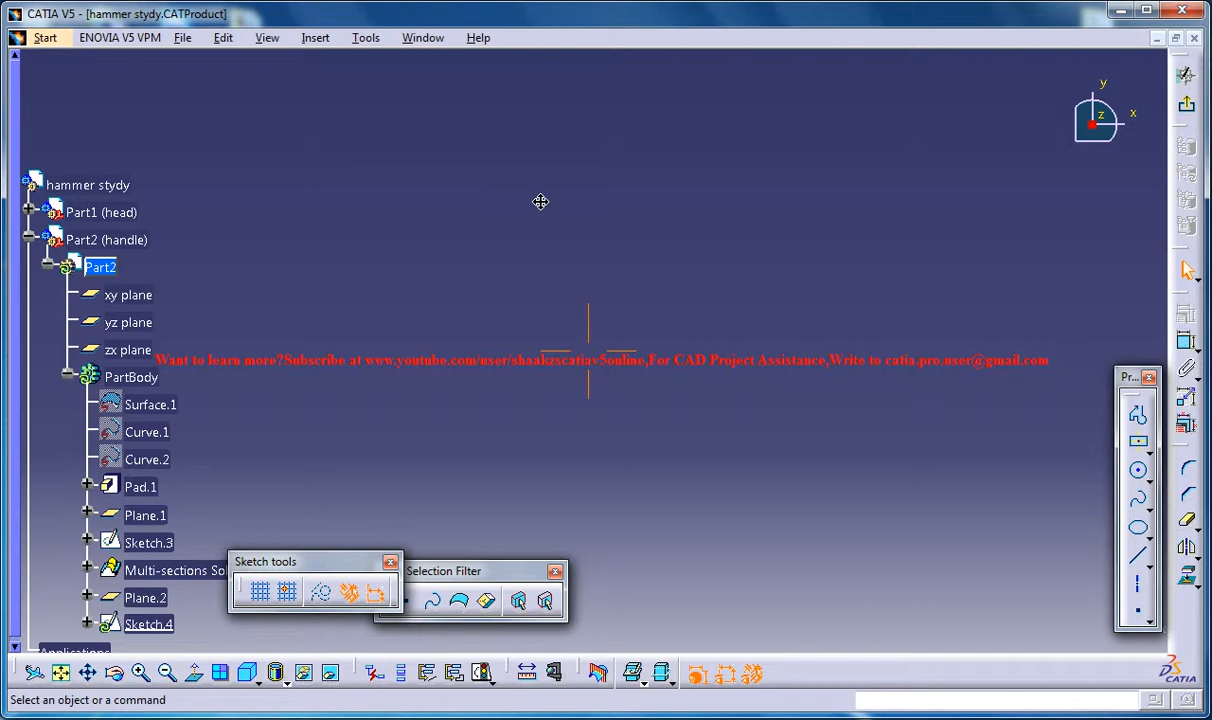 CATIA V5 - [hammer stydy.CATProduct]
Start ENOVIA V5 VPM File Edit View Insert Tools Window Help
y
z x
hammer stydy
Part1 (head)
Part2 (handle)
Part2
xy plane
yz plane
zx plane
Want to learn more?Subscribe at www.youtube.com/user/shaakzscatiav5online,For CAD Project Assistance,Write to catia.pro.user@gmail.com
Pr...
PartBody
Surface.1
Curve.1
Curve.2
Pad.1
Plane.1
Sketch.3
Multi-sections Sol
Sketch tools
Selection Filter
Plane.2
Sketch.4
Applications
CATIA
Select an object or a command